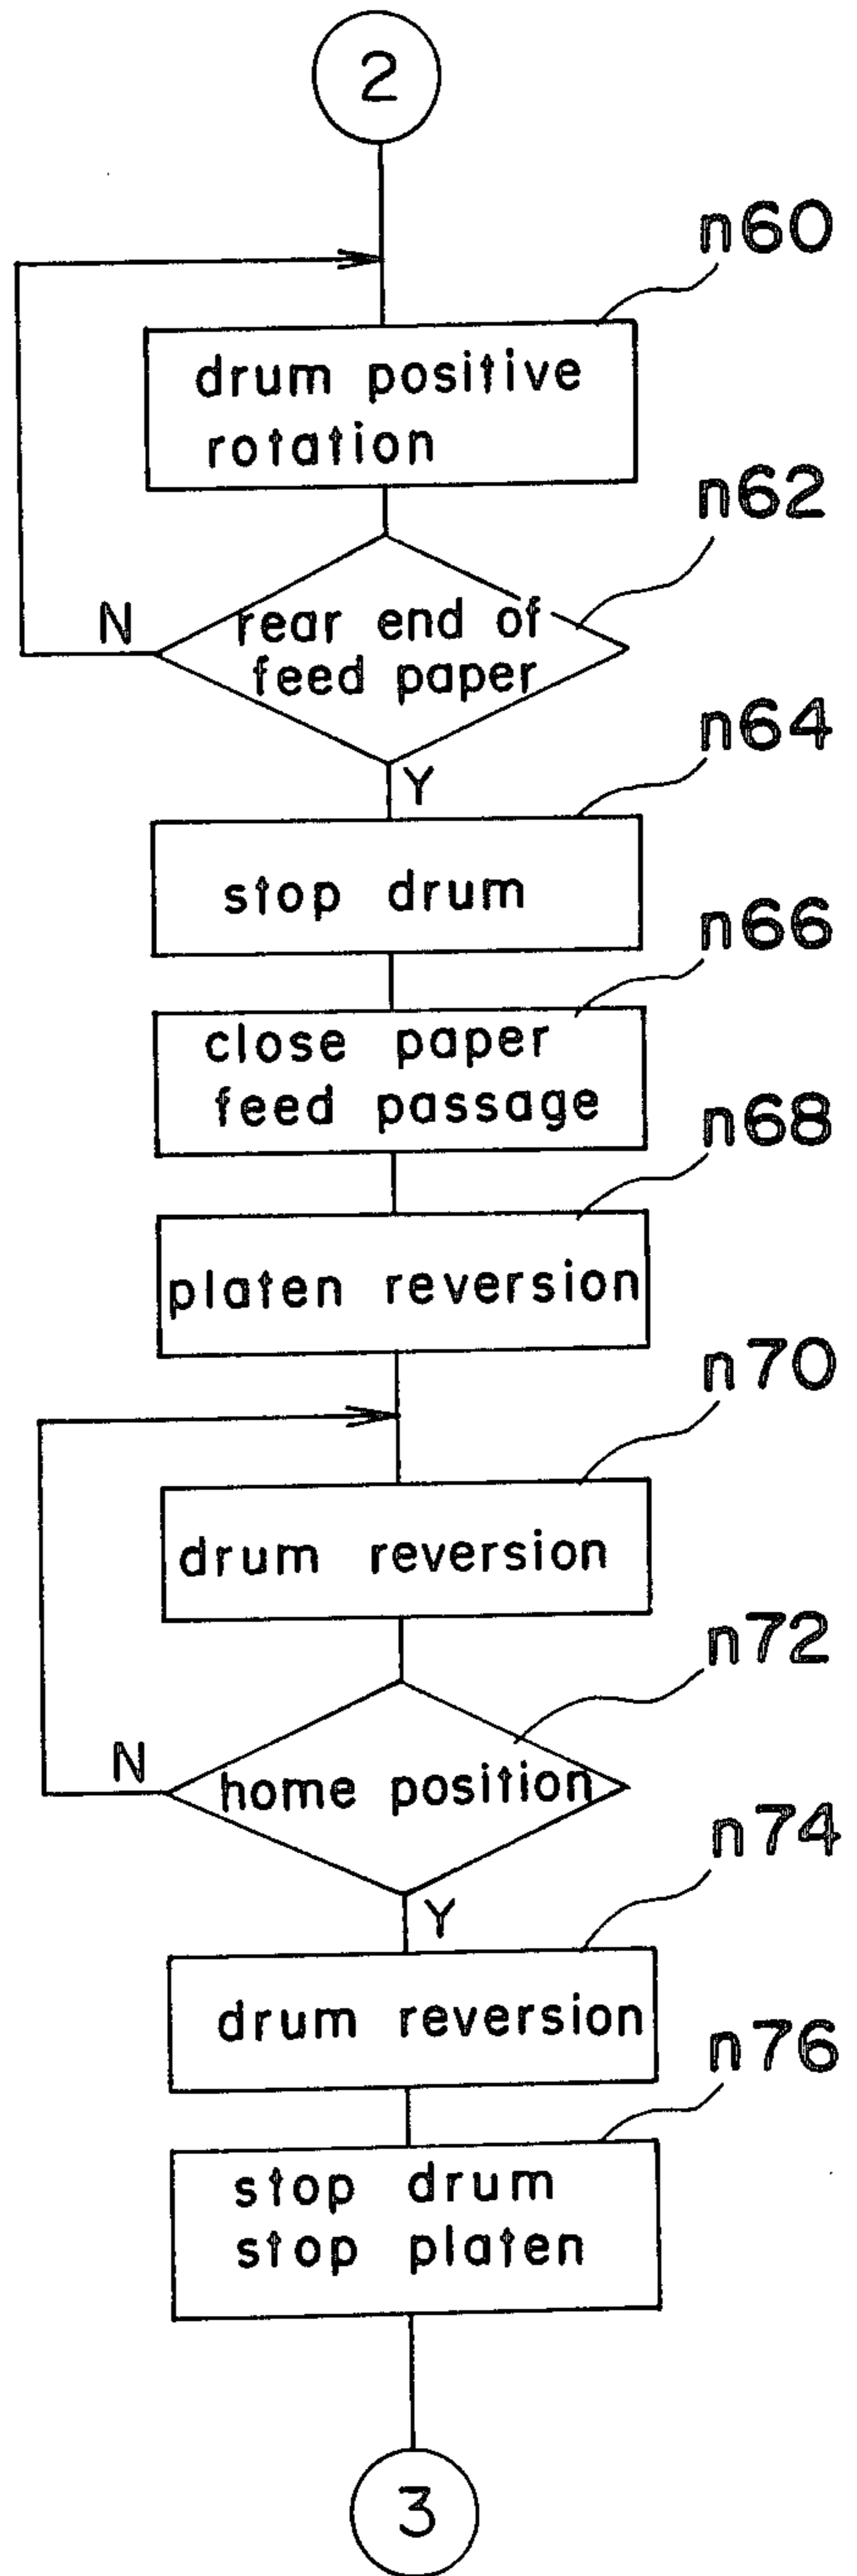 2
n60
drum positive
rotation
n62
N
rear end of
feed paper
Y
n64
stop drum
n66
close paper
feed passage
n68
platen reversion
n70
drum reversion
n72
N
home position
Y
n74
drum reversion
n76
stop drum
stop platen
3